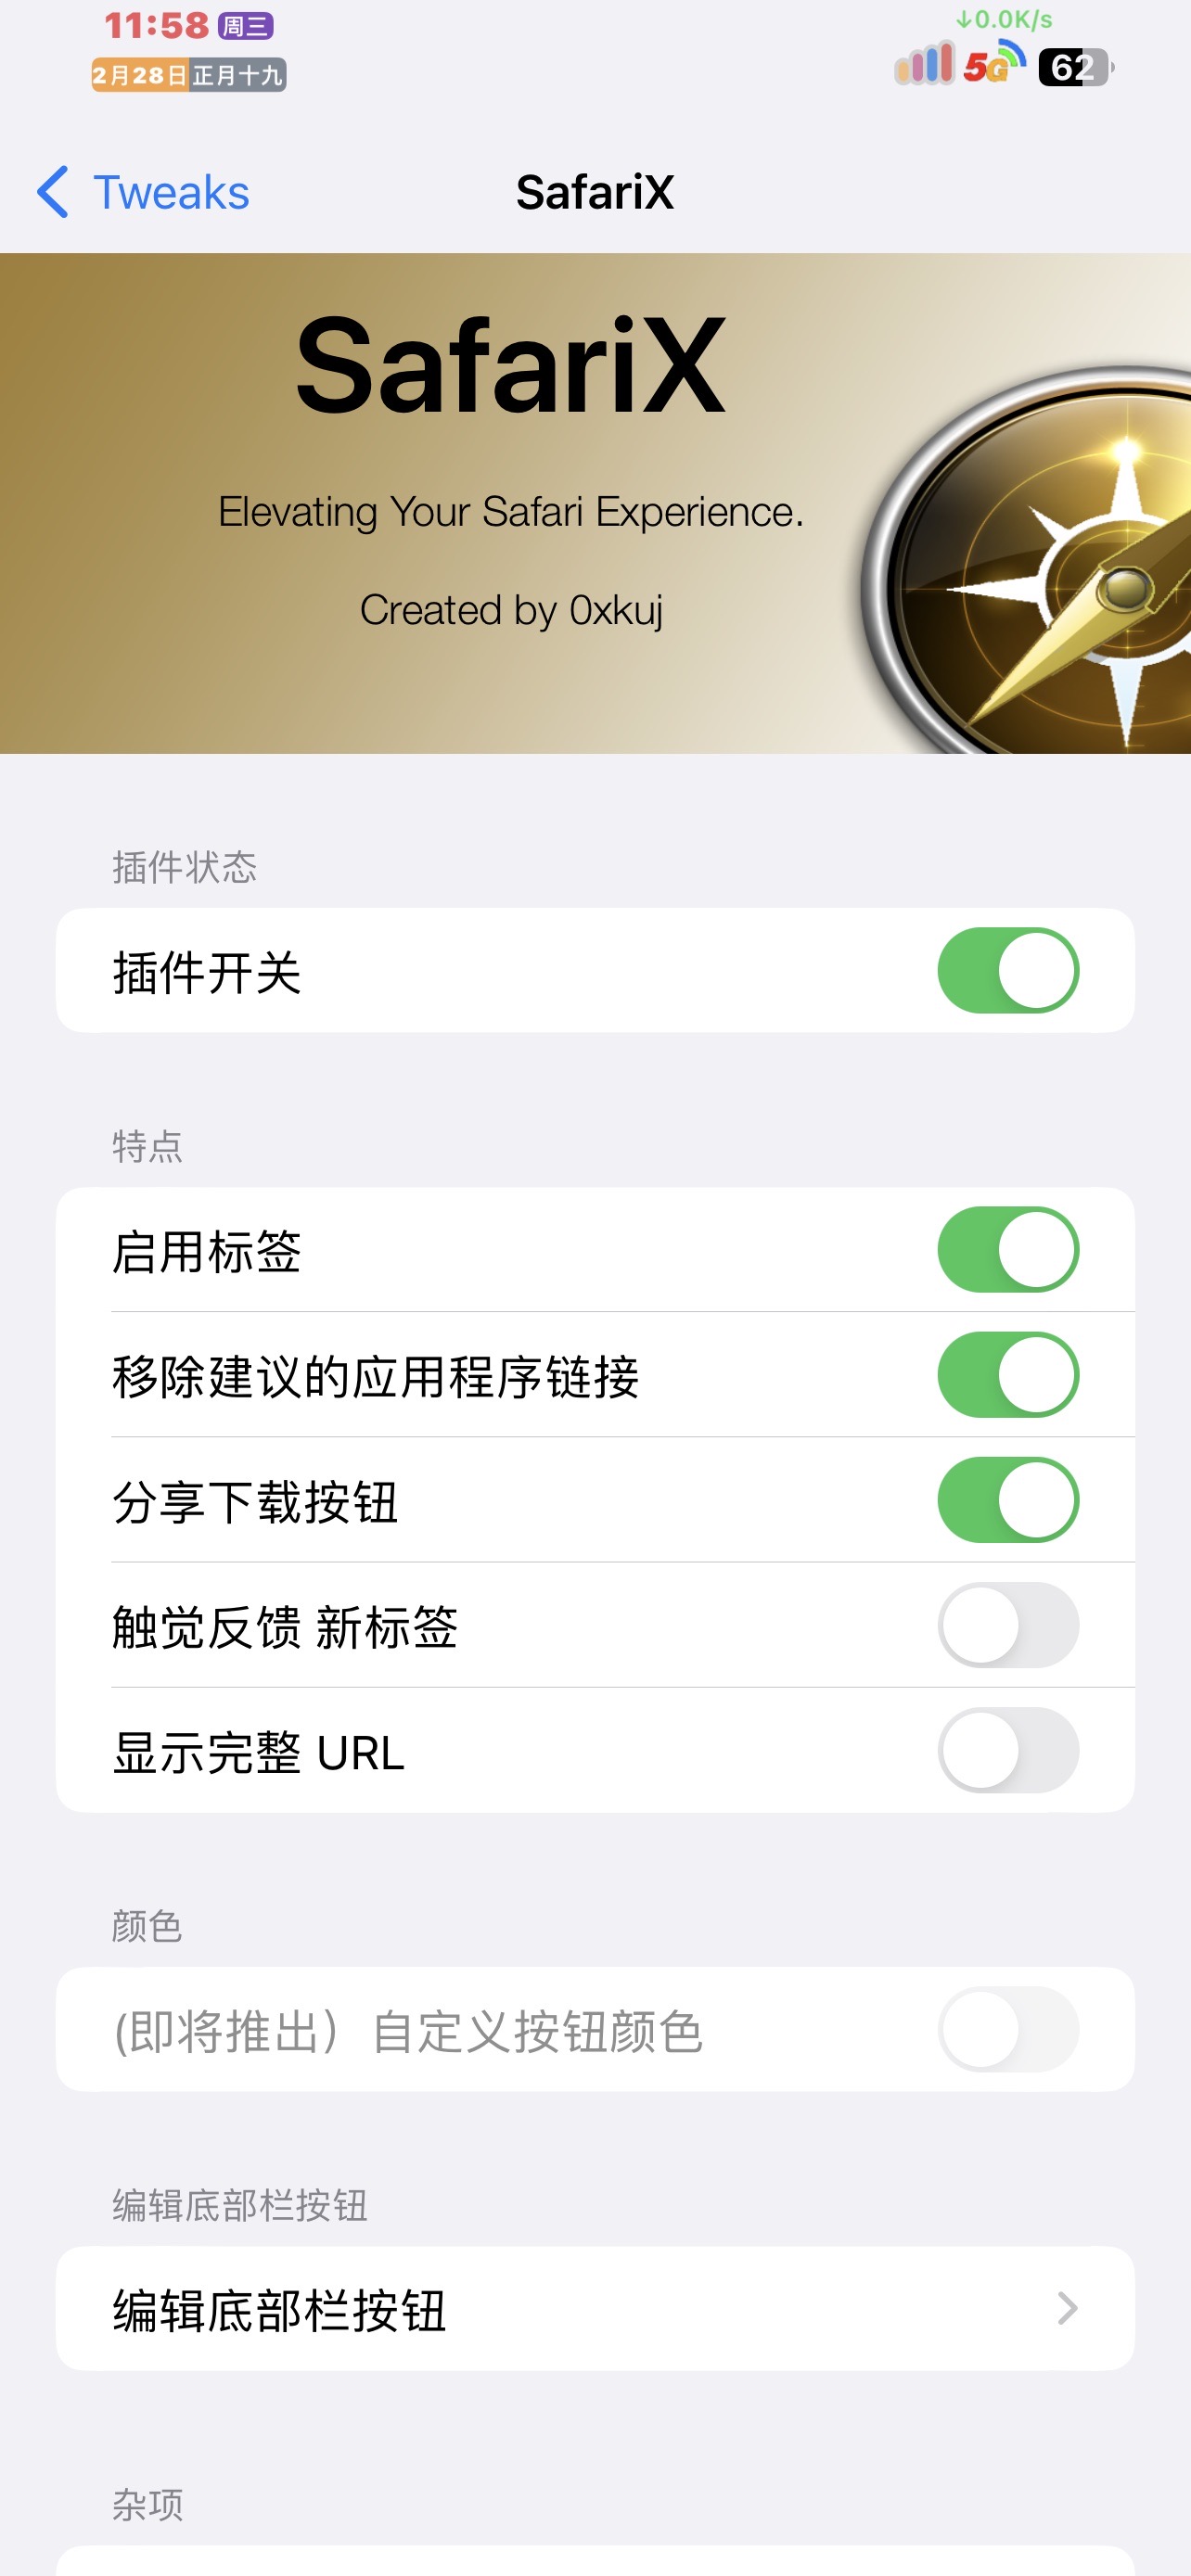 11:58 周三
2月28日 正月十九
↓0.0K/s
5G 62
Tweaks
SafariX
SafariX
Elevating Your Safari Experience.
Created by 0xkuj
插件状态
插件开关
特点
启用标签
移除建议的应用程序链接
分享下载按钮
触觉反馈 新标签
显示完整 URL
颜色
(即将推出）自定义按钮颜色
编辑底部栏按钮
编辑底部栏按钮
杂项